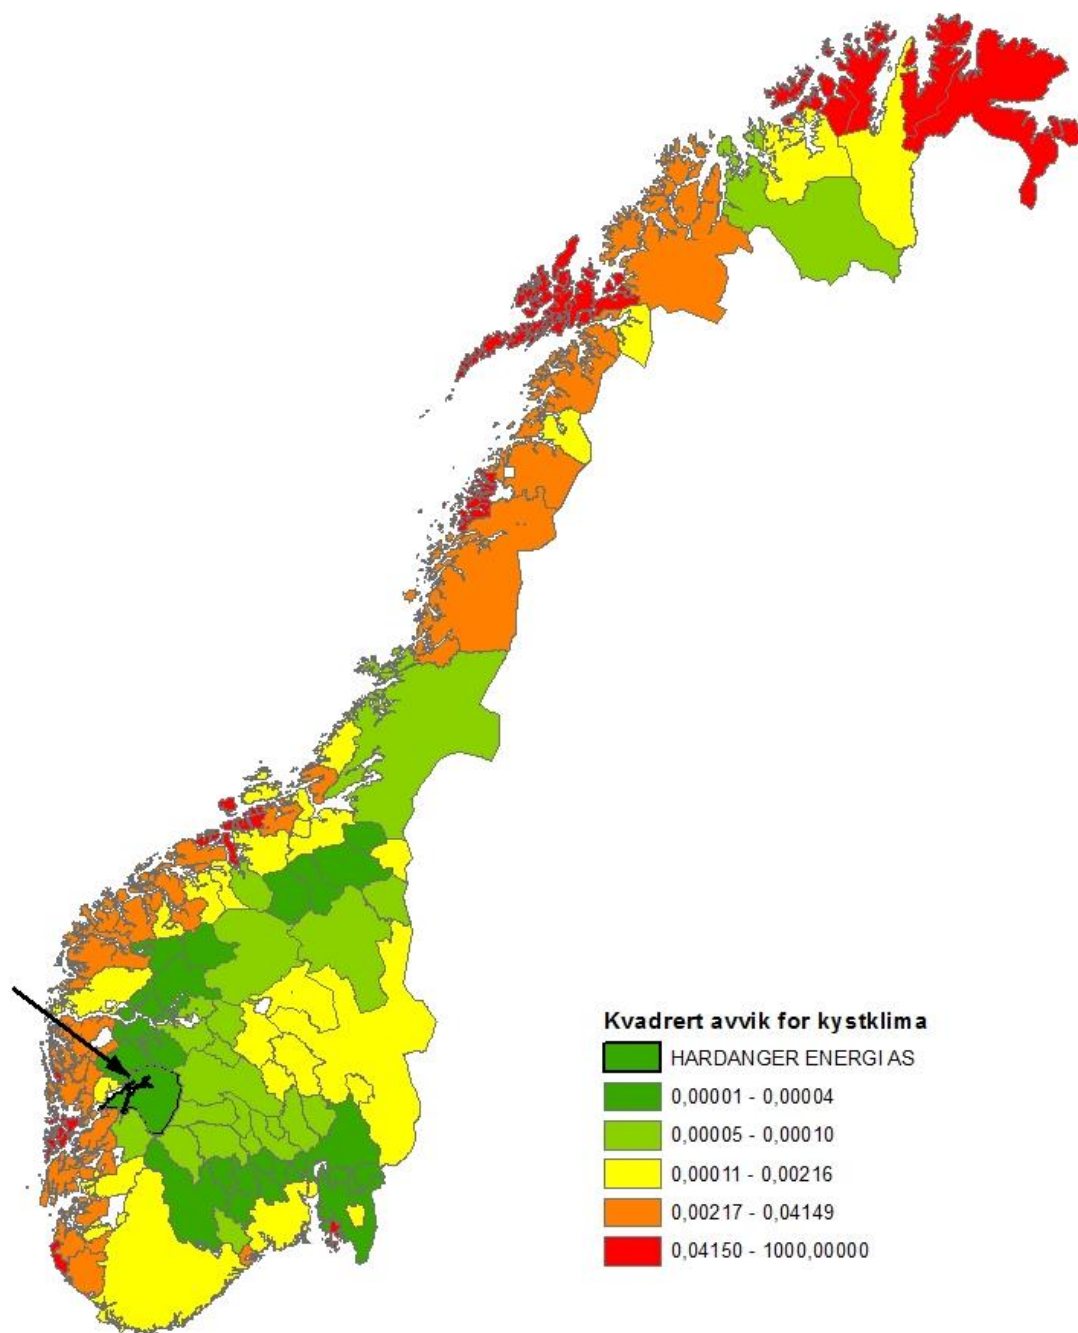 Kvadrert avvik for kystklima
HARDANGER ENERGI AS
0,00001 - 0,00004
0,00005 - 0,00010
0,00011 - 0,00216
0,00217 - 0,04149
0,04150 - 1000,00000